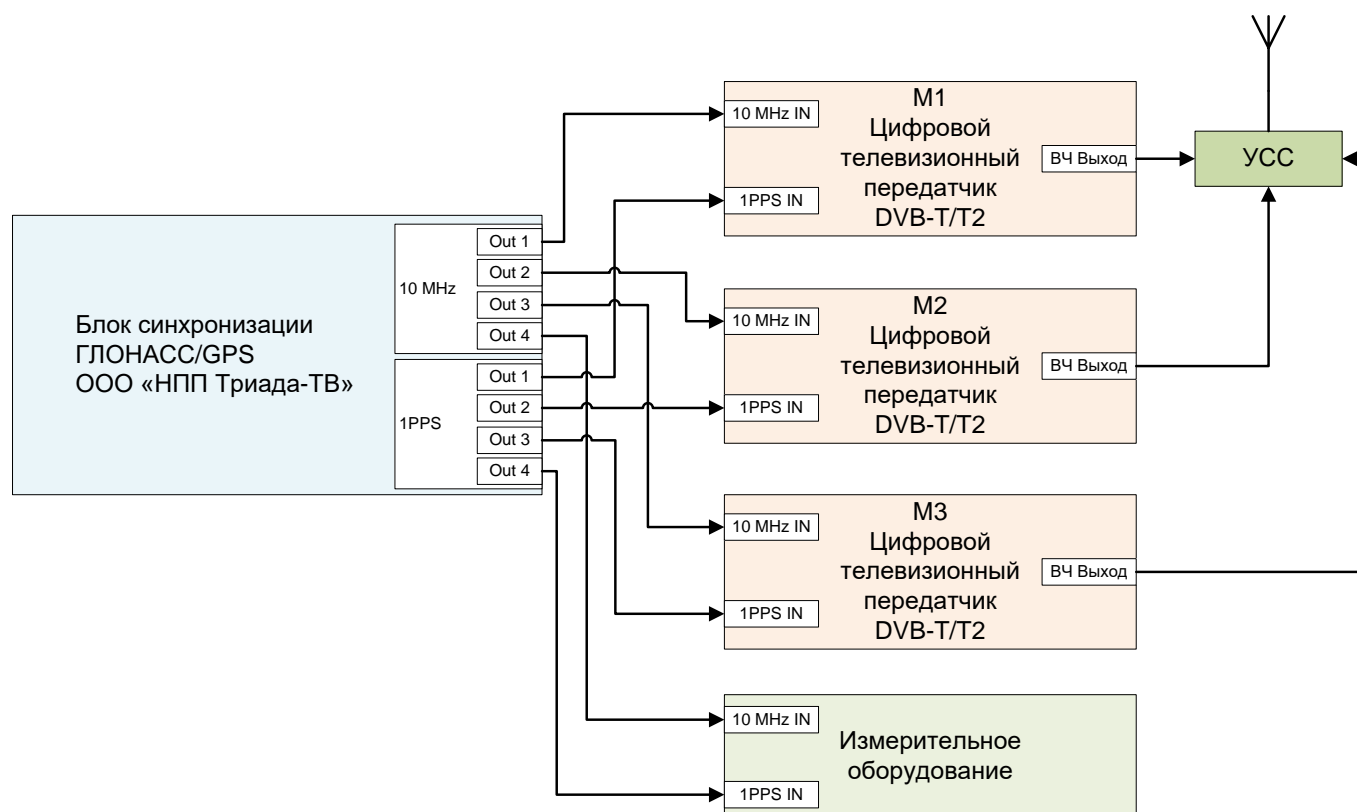 Блок синхронизации
ГЛОНАСС/GPS
ООО «НПП Триада-ТВ»
10 MHz
Out 1
Out 2
Out 3
Out 4
1PPS
Out 1
Out 2
Out 3
Out 4
М1
Цифровой
телевизионный
передатчик
DVB-T/T2
10 MHz IN
1PPS IN
ВЧ Выход
М2
Цифровой
телевизионный
передатчик
DVB-T/T2
10 MHz IN
1PPS IN
ВЧ Выход
М3
Цифровой
телевизионный
передатчик
DVB-T/T2
10 MHz IN
1PPS IN
ВЧ Выход
10 MHz IN
1PPS IN
Измерительное
оборудование
УСС